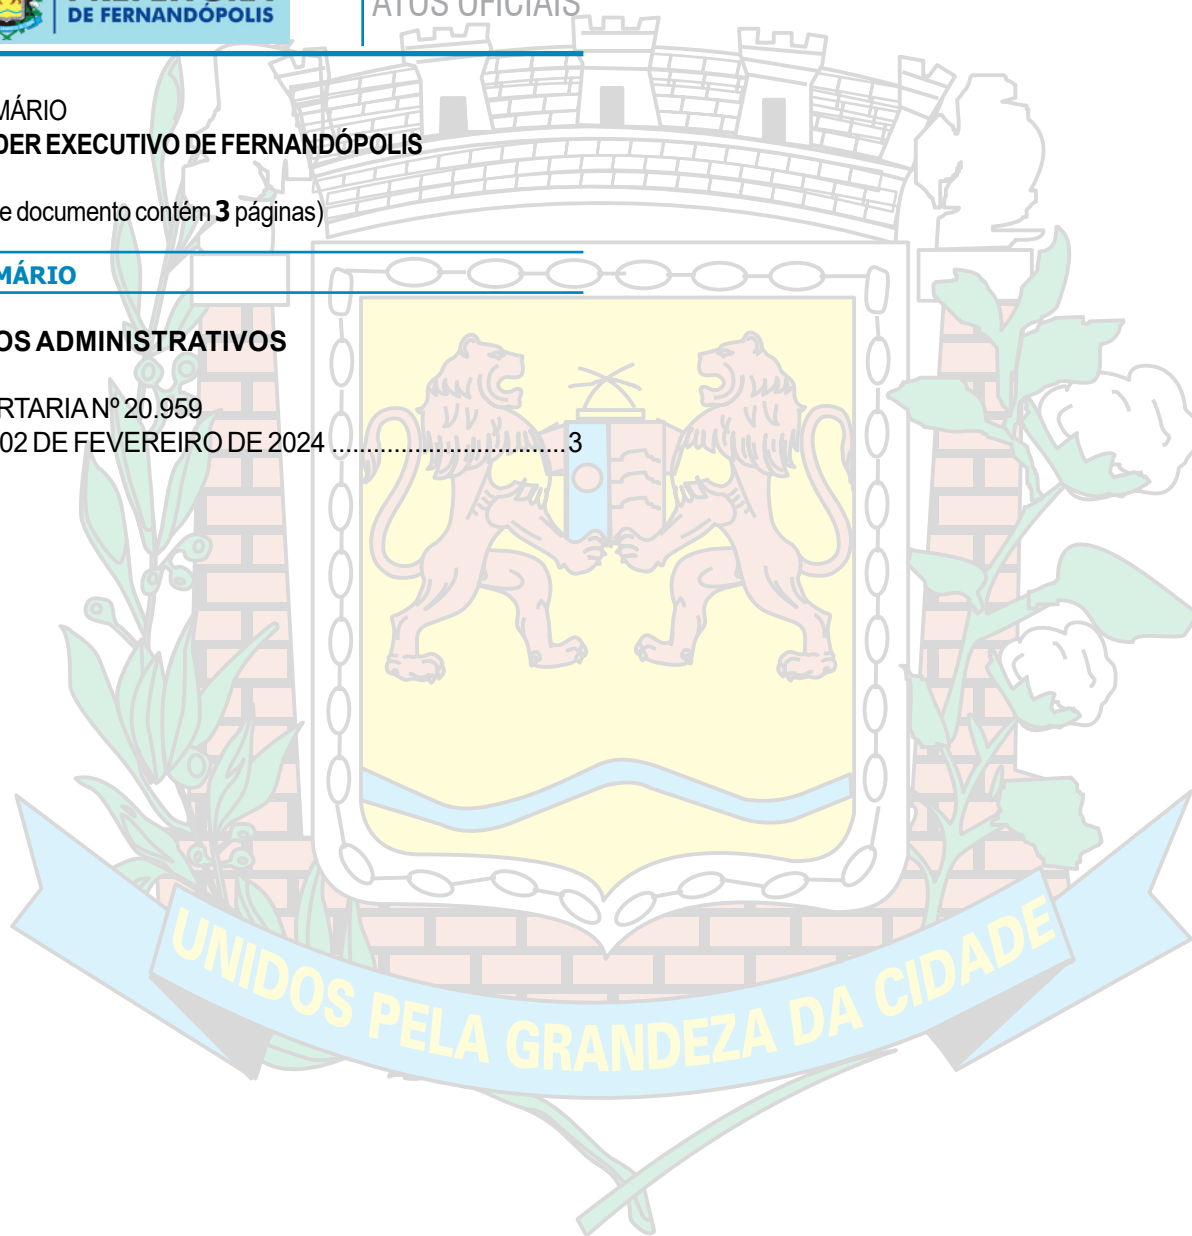 DE FERNANDÓPOLIS
ATOS OFICIAIS
MÁRIO
DER EXECUTIVO DE FERNANDÓPOLIS
e documento contém 3 páginas)
MÁRIO
OS ADMINISTRATIVOS
RTARIA Nº 20.959
02 DE FEVEREIRO DE 2024 ..................................3
UNIDOS PELA GRANDEZA DA CIDADE